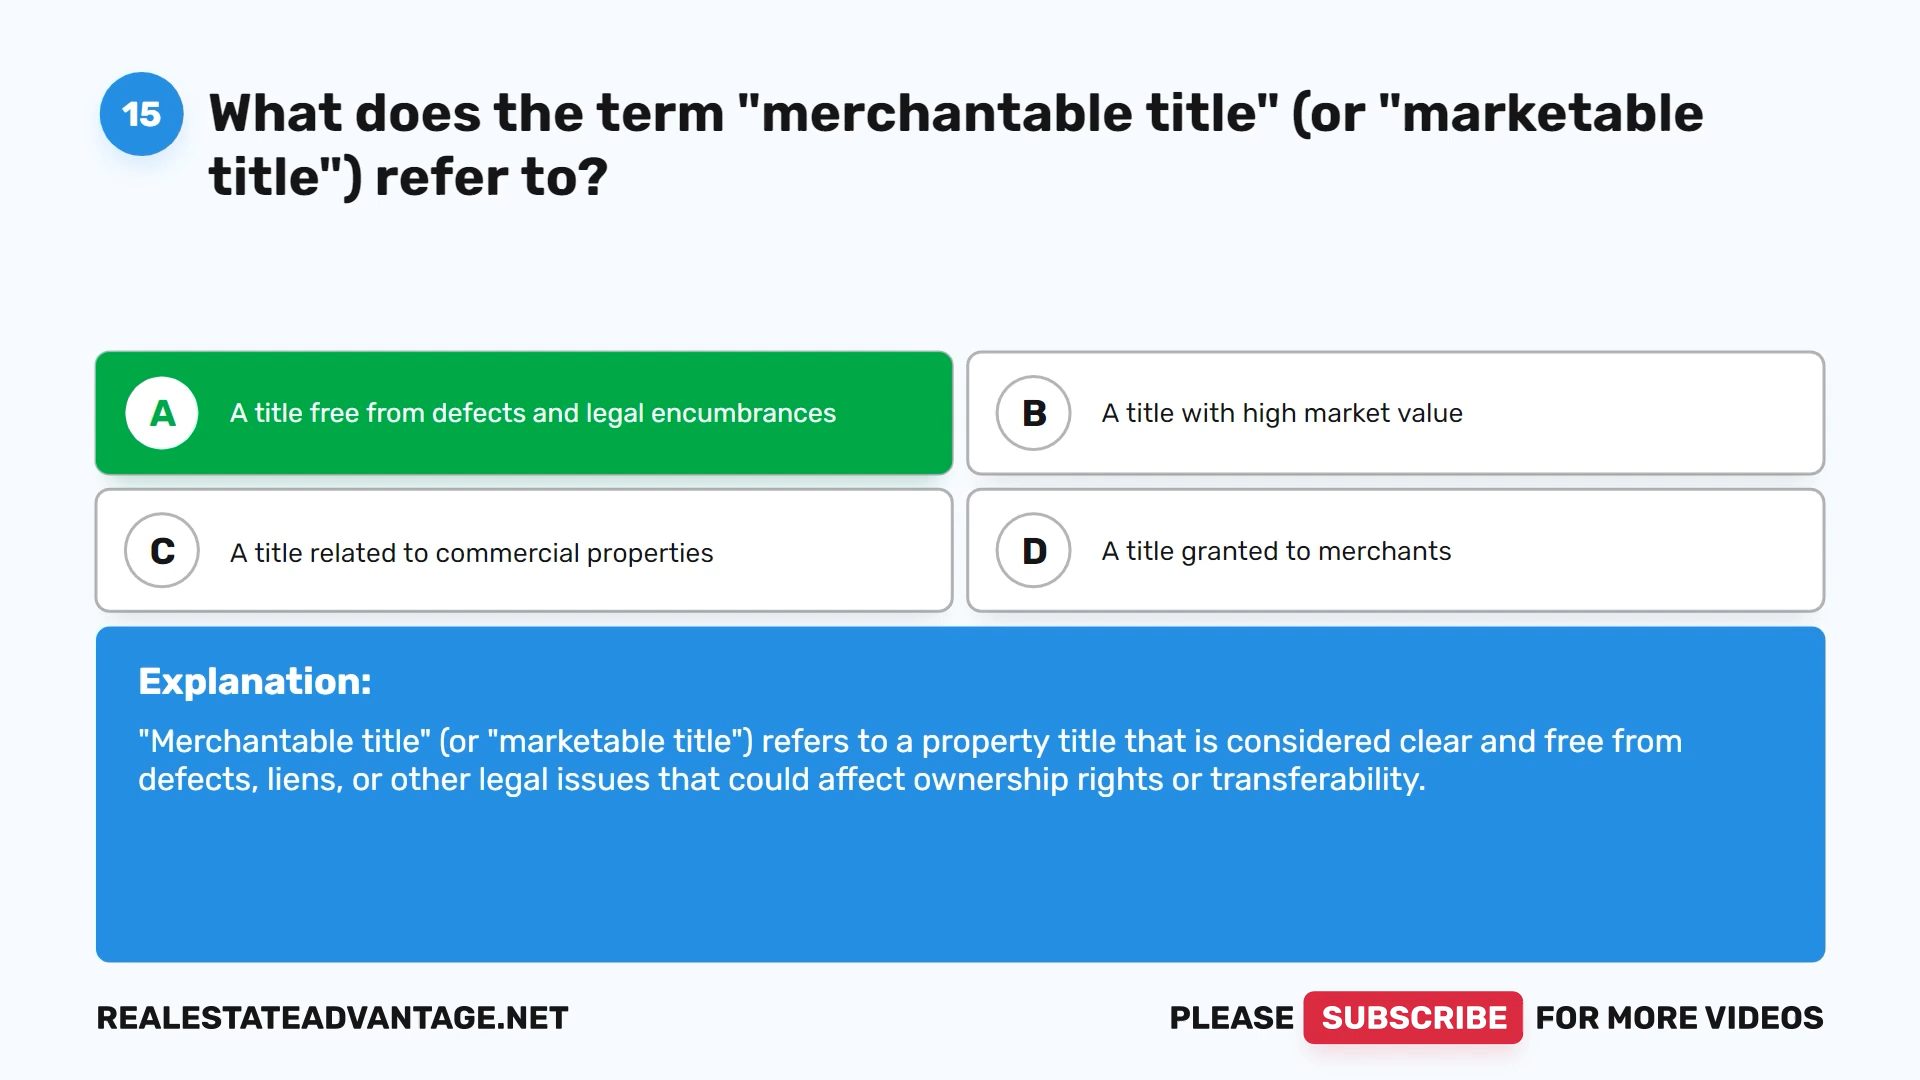 15
What does the term "merchantable title" (or "marketable
title") refer to?
A
A title free from defects and legal encumbrances
B
A title with high market value
C
A title related to commercial properties
D
A title granted to merchants
Explanation:
"Merchantable title" (or "marketable title") refers to a property title that is considered clear and free from
defects, liens, or other legal issues that could affect ownership rights or transferability.
REALESTATEADVANTAGE.NET
PLEASE SUBSCRIBE FOR MORE VIDEOS